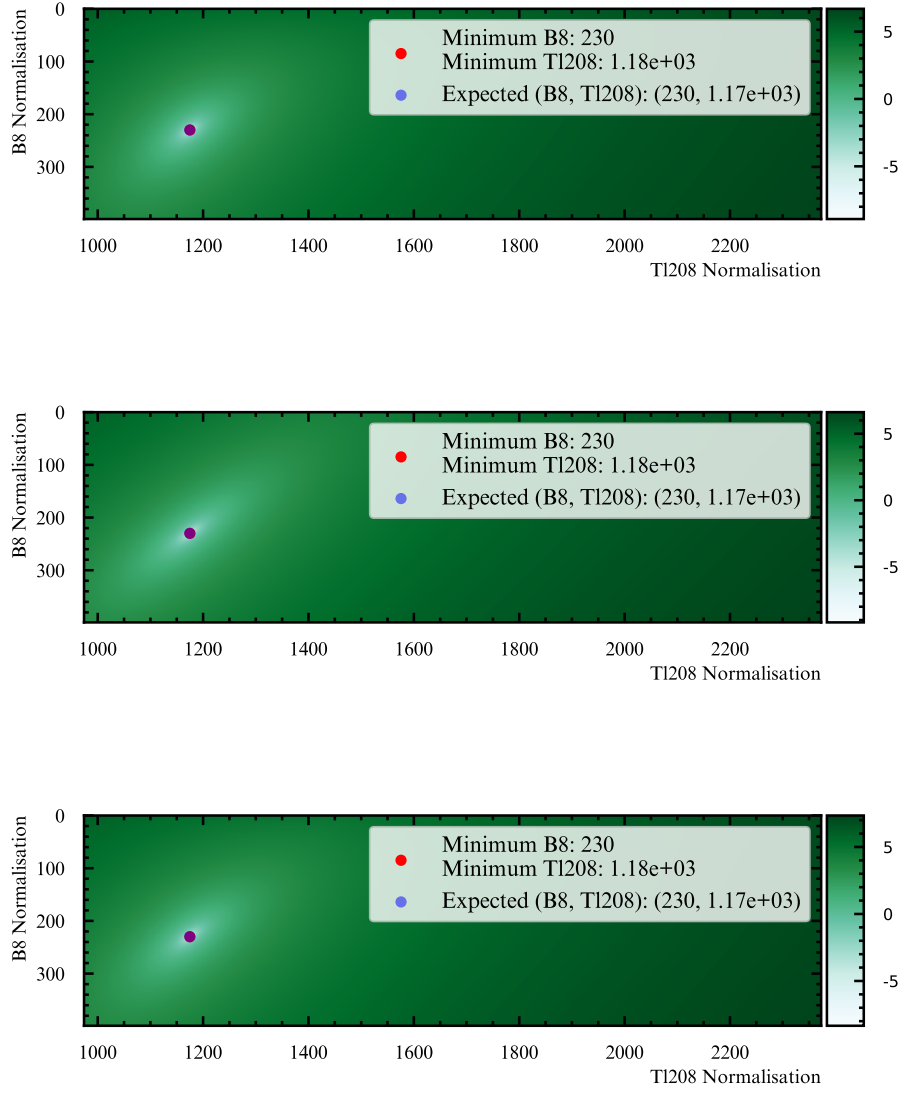 0
100
200
300
B8 Normalisation
Minimum B8: 230
Minimum Tl208: 1.18e+03
Expected (B8, Tl208): (230, 1.17e+03)
5
0
-5
1000 1200 1400 1600 1800 2000 2200
Tl208 Normalisation
0
100
200
300
B8 Normalisation
Minimum B8: 230
Minimum Tl208: 1.18e+03
Expected (B8, Tl208): (230, 1.17e+03)
5
0
-5
1000 1200 1400 1600 1800 2000 2200
Tl208 Normalisation
0
100
200
300
B8 Normalisation
Minimum B8: 230
Minimum Tl208: 1.18e+03
Expected (B8, Tl208): (230, 1.17e+03)
5
0
-5
1000 1200 1400 1600 1800 2000 2200
Tl208 Normalisation